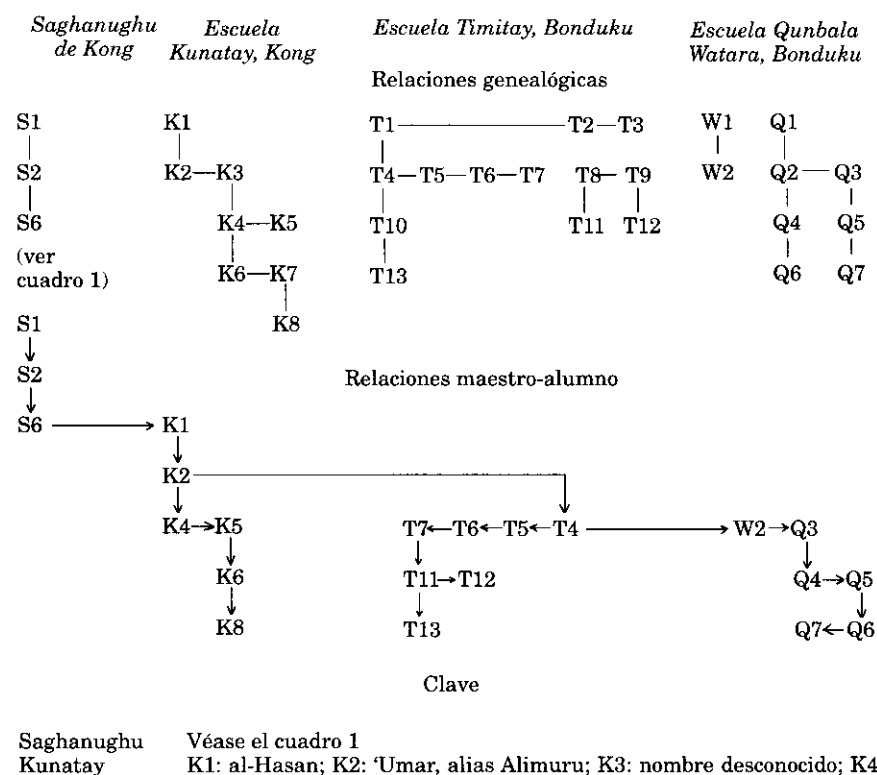 Saghanughu de Kong
Escuela Kunatay, Kong
Escuela Timitay, Bonduku
Escuela Qunbala Watara, Bonduku
Relaciones genealógicas
S1 K1 T1 T2 T3 W1 Q1
S2 K2 K3 T4 T5 T6 T7 T8 T9 W2 Q2 Q3
S6 K4 K5 T10 T11 T12 Q4 Q5
(ver
cuadro 1) K6 K7 T13 Q6 Q7
S1 K8
S2 Relaciones maestro-alumno
S6 K1
K2
K4 K5 T7 T6 T5 T4 W2 Q3
K6 T11 T12 Q4 Q5
K8 T13 Q7 Q6
Clave
Saghanughu Véase el cuadro 1
Kunatay K1: al-Hasan; K2: ‘Umar, alias Alimuru; K3: nombre desconocido; K4